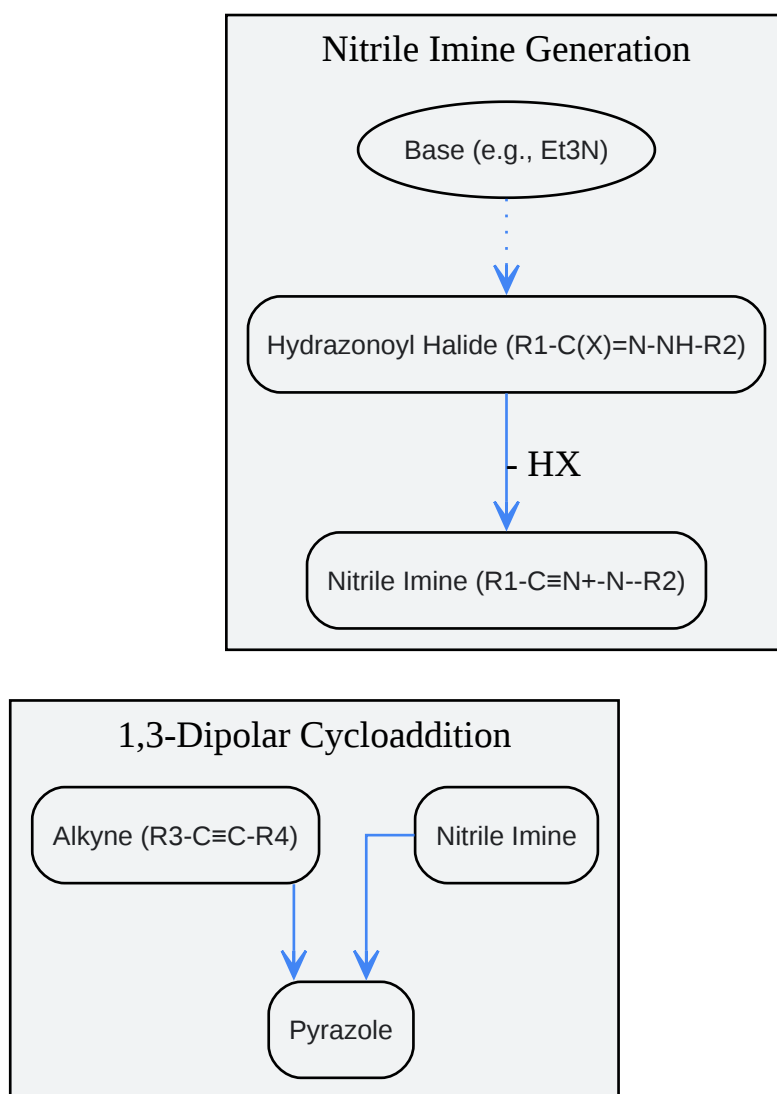 Nitrile Imine Generation
Base (e.g., Et3N)
Hydrazonoyl Halide (R1-C(X)=N-NH-R2)
- HX
Nitrile Imine (R1-C≡N+-N--R2)
1,3-Dipolar Cycloaddition
Alkyne (R3-C≡C-R4)
Nitrile Imine
Pyrazole